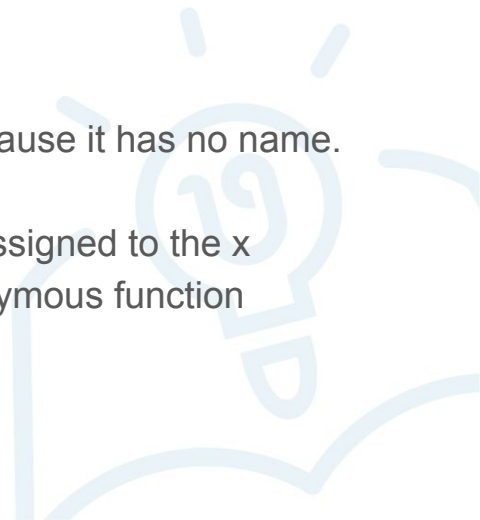 ause it has no name.
ssigned to the x
ymous function